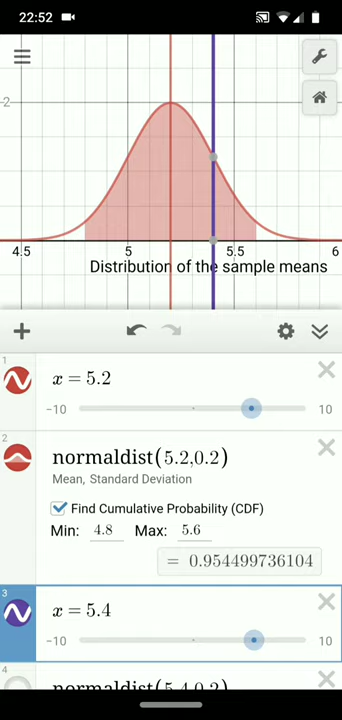 22:52
2
4.5 5 5.5 6
Distribution of the sample means
1
x = 5.2
-10 10
2
normaldist(5.2,0.2)
Mean, Standard Deviation
Find Cumulative Probability (CDF)
Min: 4.8 Max: 5.6
= 0.954499736104
3
x = 5.4
-10 10
4
normaldist(5.4,0.2)